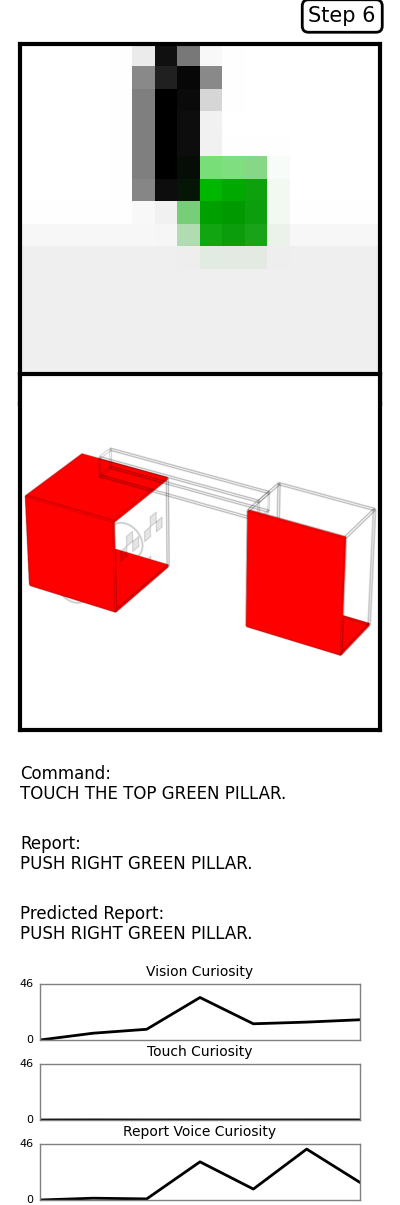 Step 6
Command:
TOUCH THE TOP GREEN PILLAR.
Report:
PUSH RIGHT GREEN PILLAR.
Predicted Report:
PUSH RIGHT GREEN PILLAR.
Vision Curiosity
46
0
Touch Curiosity
46
0
Report Voice Curiosity
46
0